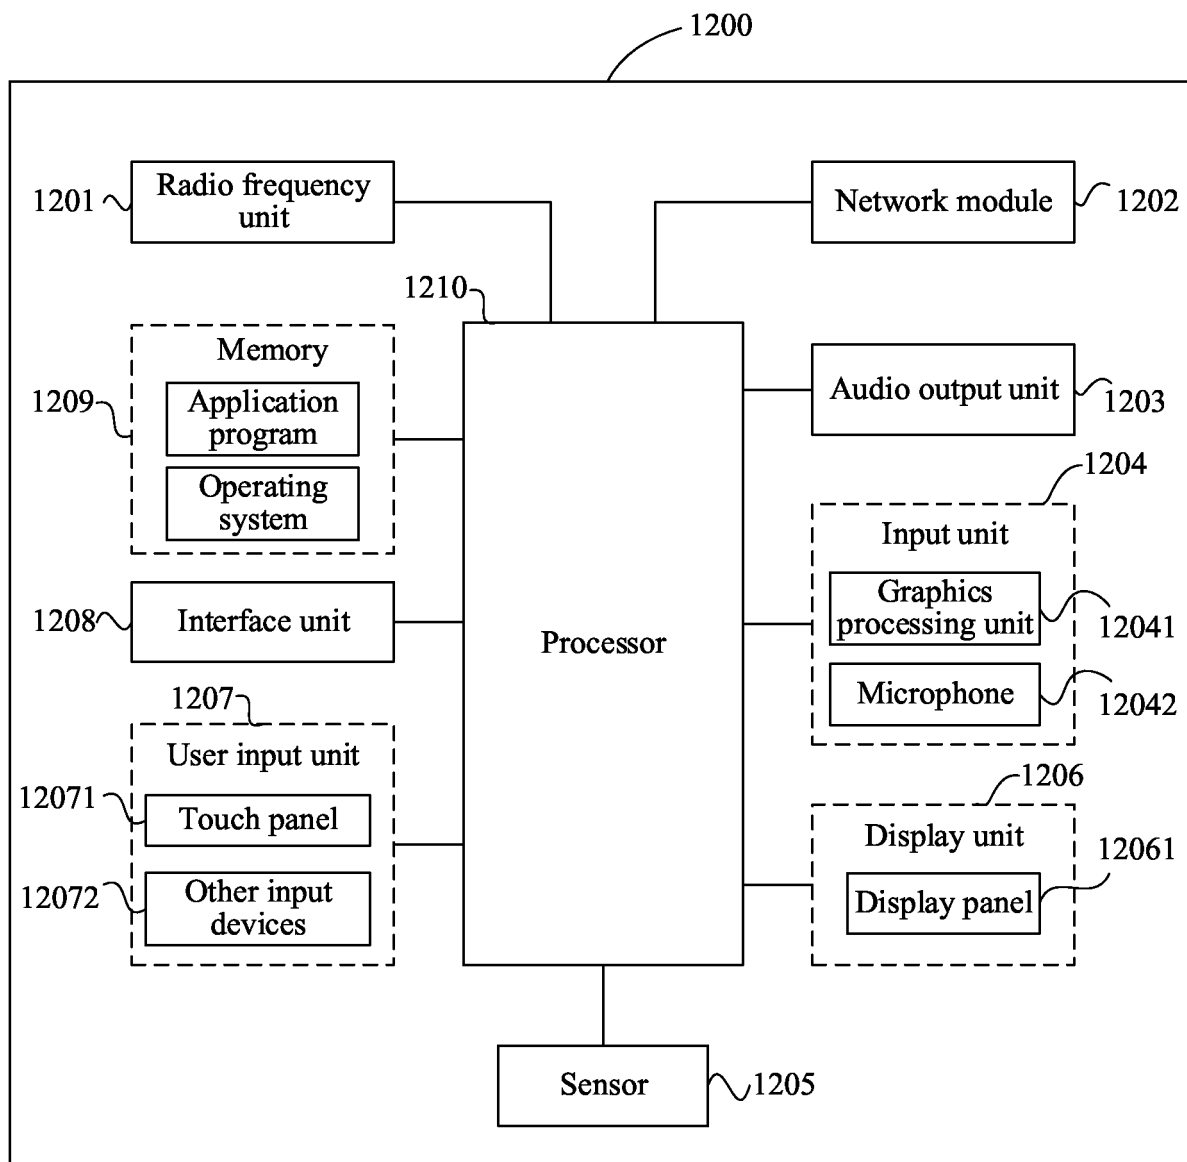 1200
1201
Radio frequency
unit
Network module
1202
1210
Memory
1209
Application
program
Operating
system
Audio output unit
1203
1204
Input unit
Graphics
processing unit
12041
Microphone
12042
1208
Interface unit
Processor
1207
User input unit
12071
Touch panel
12072
Other input
devices
1206
Display unit
12061
Display panel
Sensor
1205